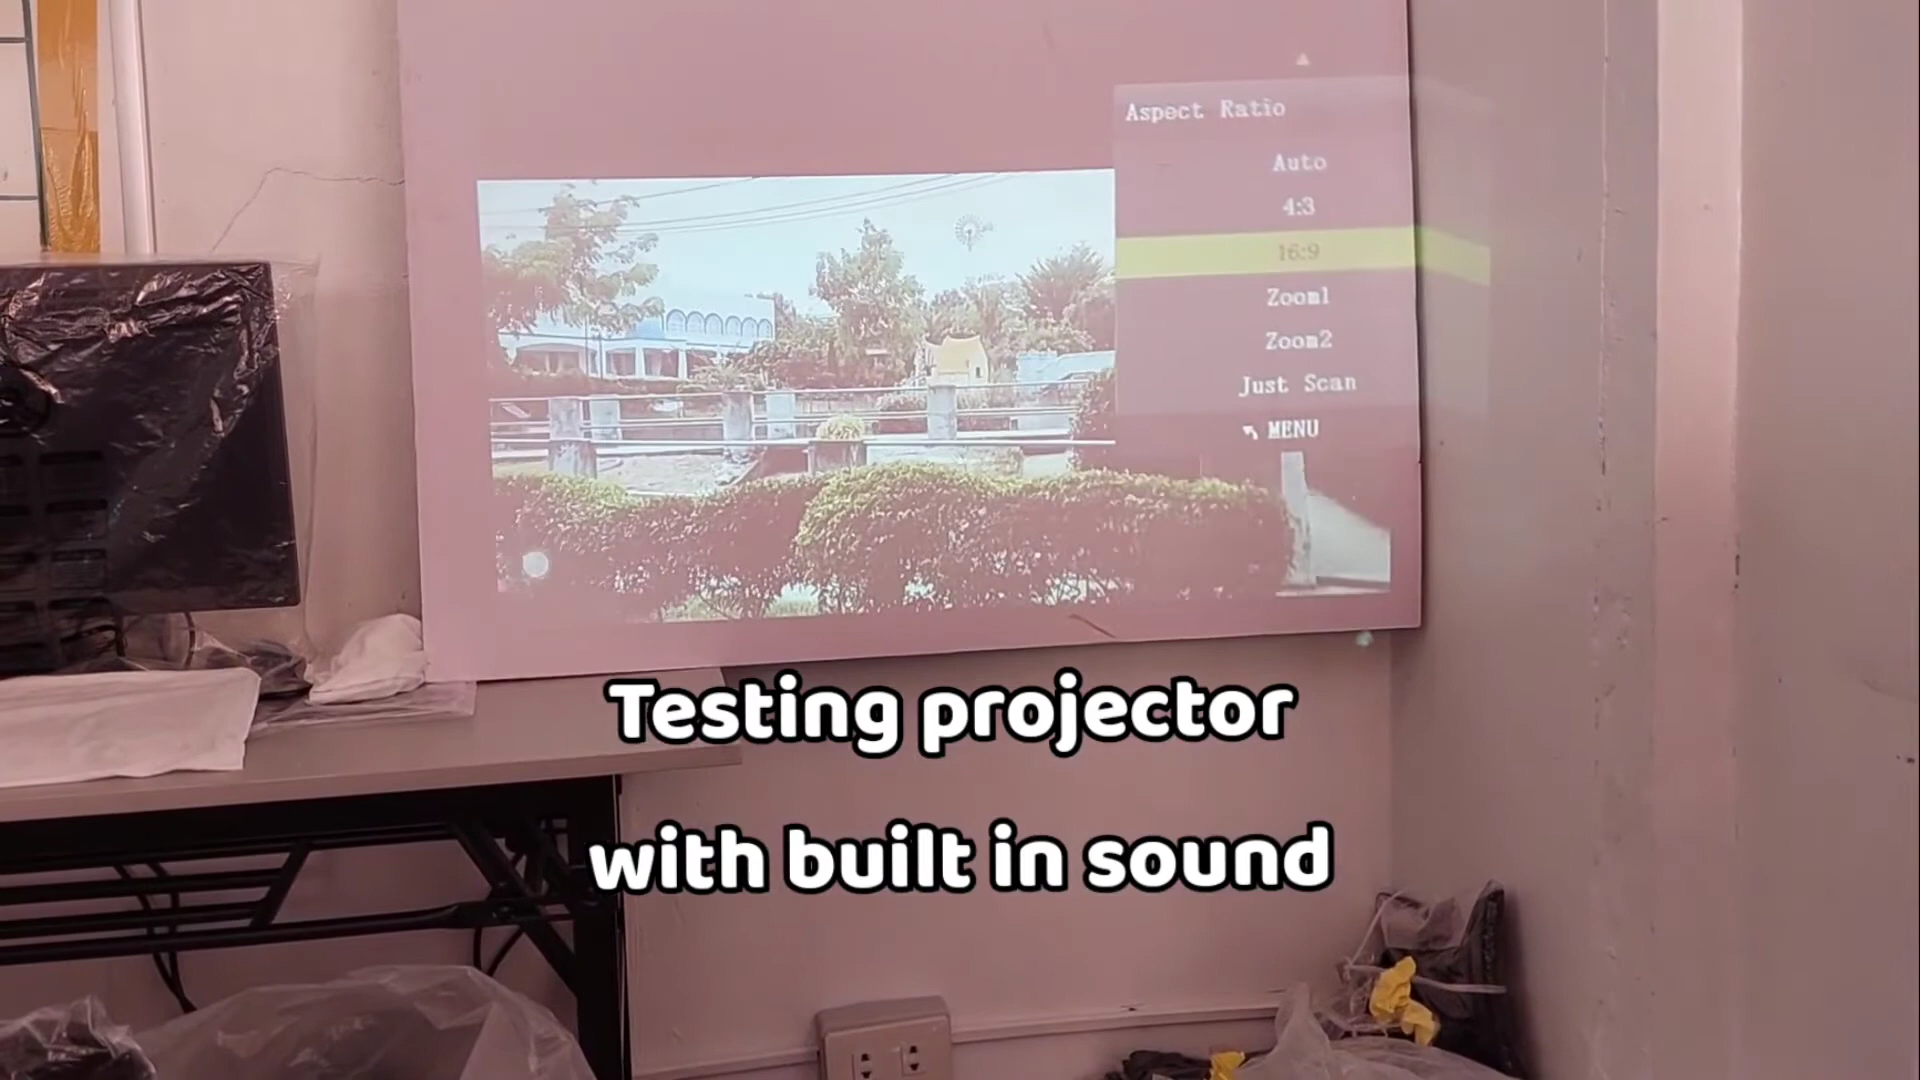 Aspect Ratio
Auto
4:3
16:9
Zoom1
Zoom2
Just Scan
MENU
Testing projector
with built in sound